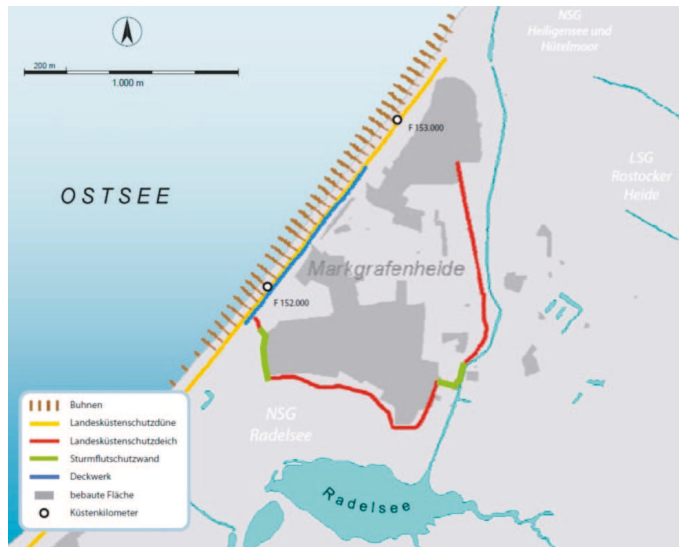 NSG
Heiligensee und
Hütelmoor
200 m
1.000 m
F 153.000
LSG
Rostocker
Heide
OSTSEE
Markgrafenheide
F 152.000
Buhnen
Landesküstenschutzdüne
Landesküstenschutzdeich
Sturmflutschutzwand
Deckwerk
bebaute Fläche
Küstenkilometer
NSG
Radelsee
Radelsee